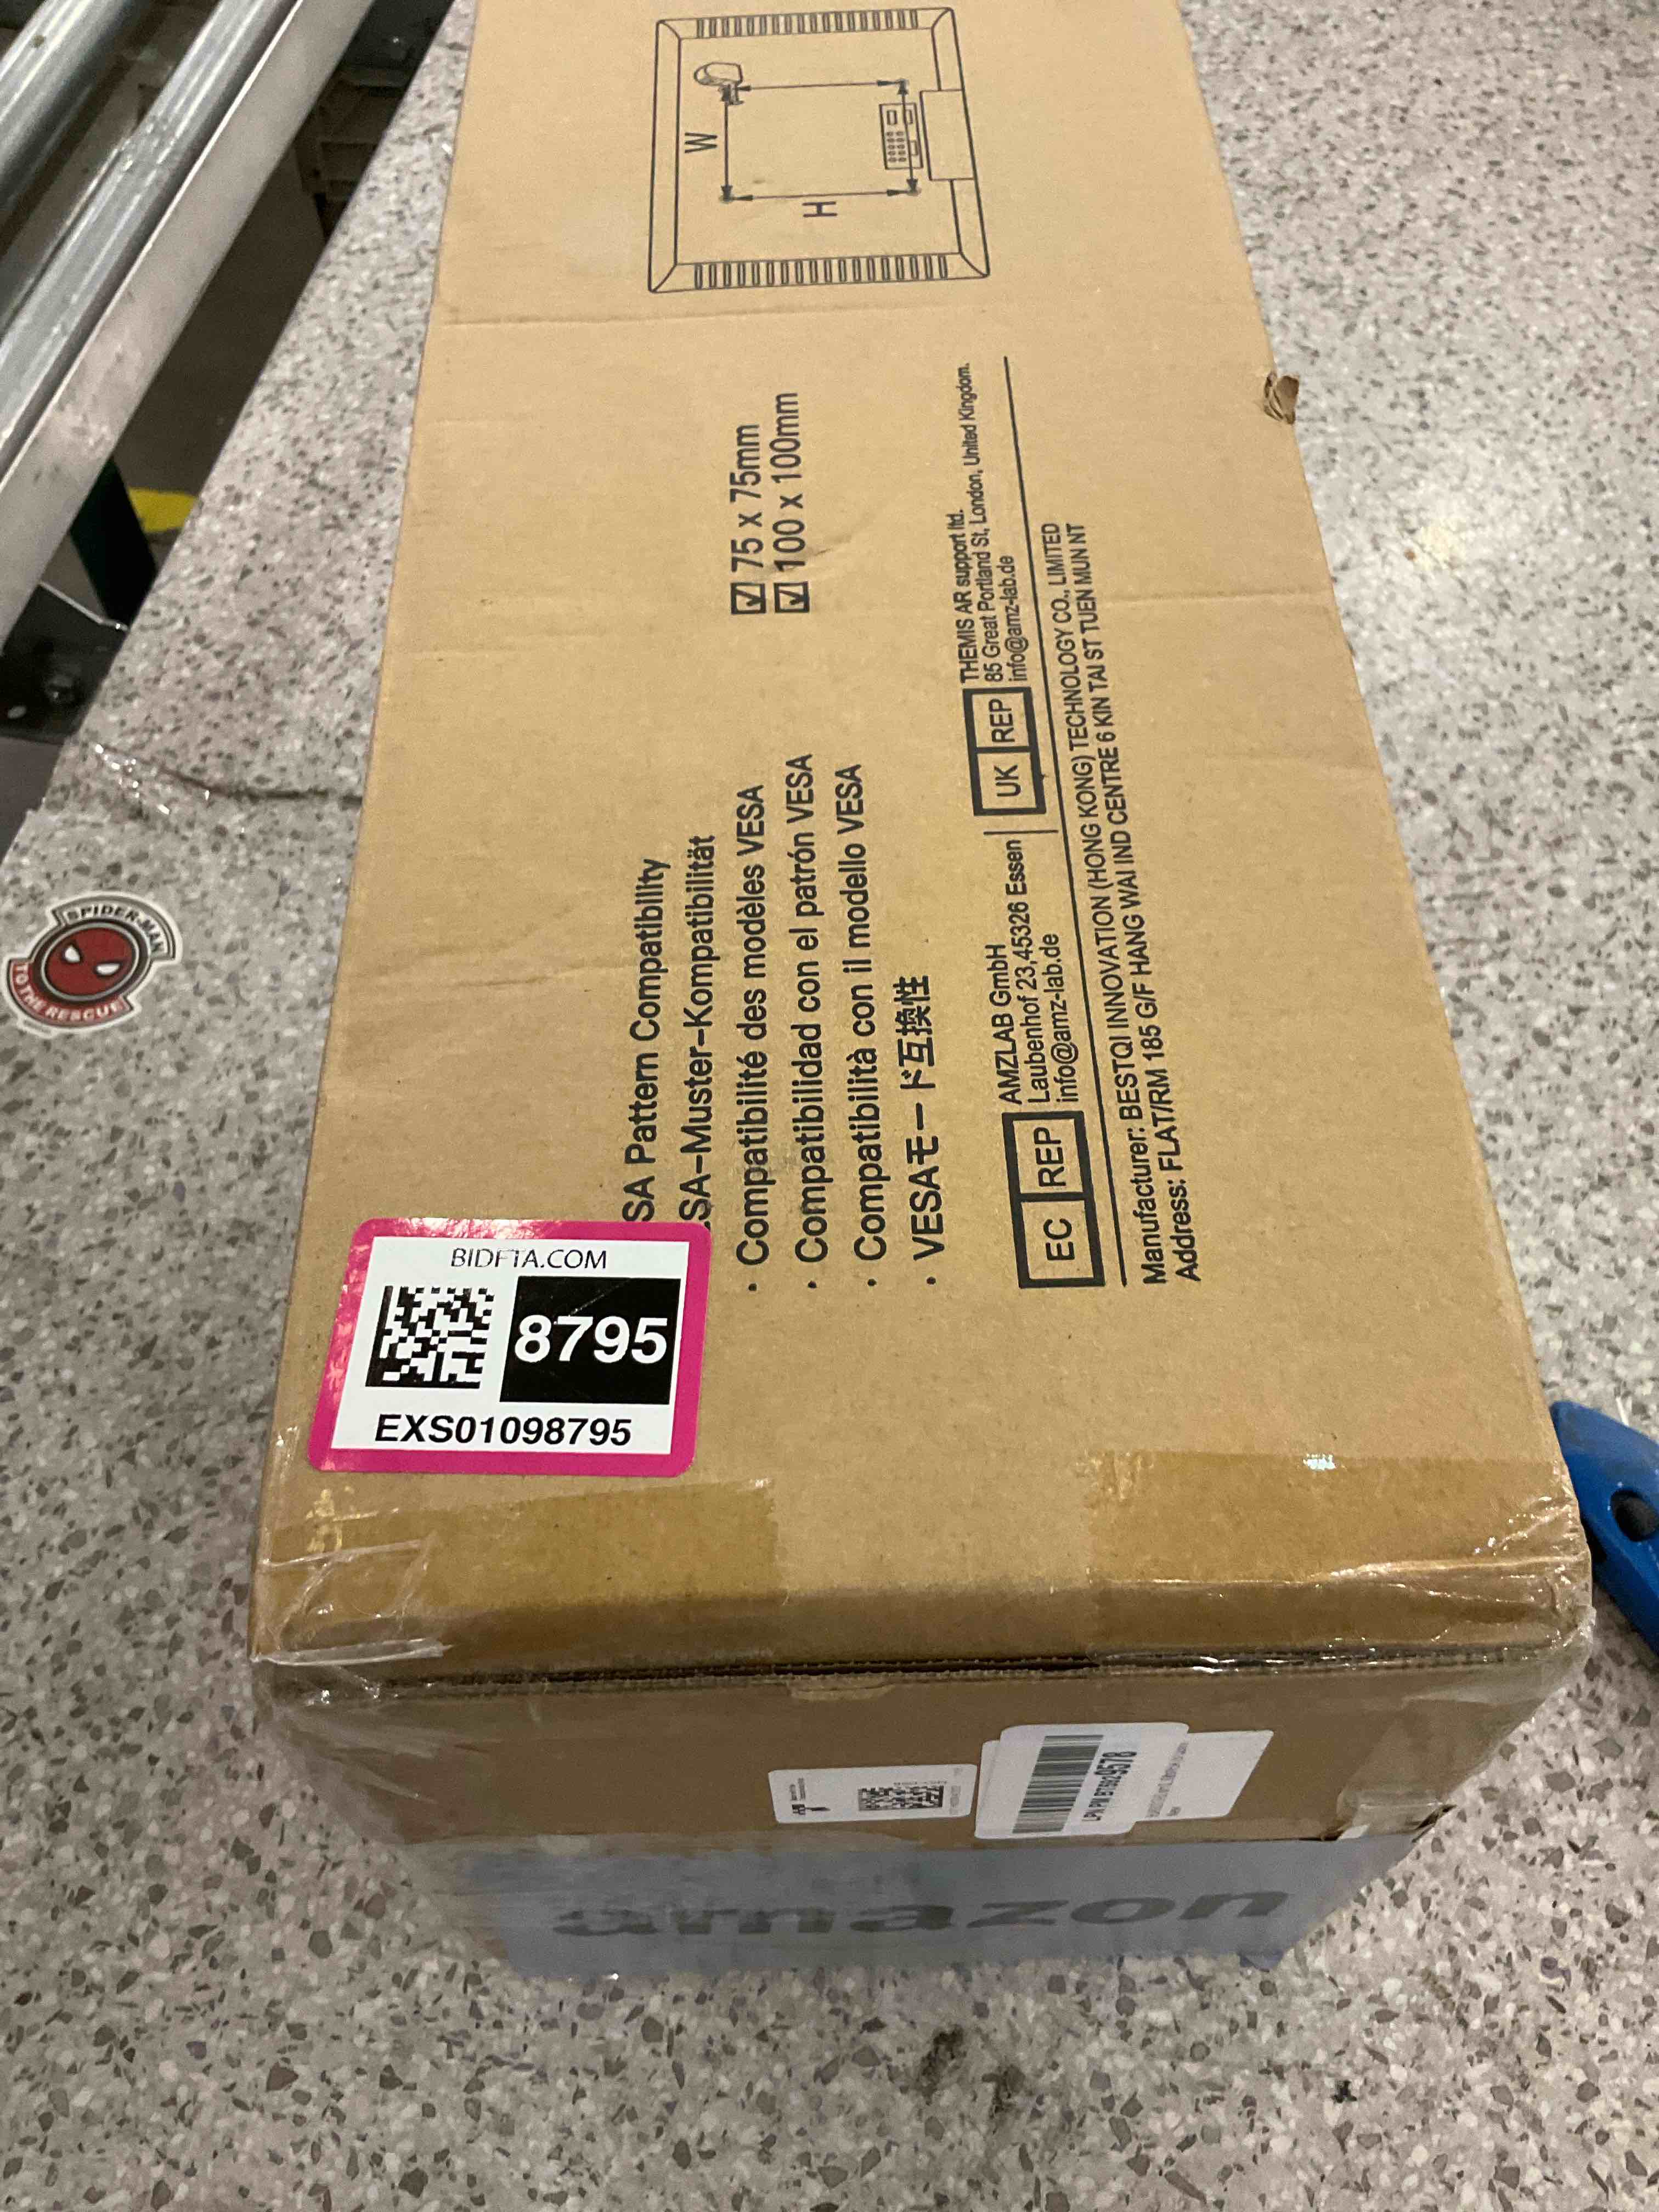 W
H
75 x 75mm
100 x 100mm
SA Pattern Compatibility
SA-Muster-Kompatibilität
· Compatibilité des modèles VESA
· Compatibilidad con el patrón VESA
· Compatibilità con il modello VESA
· VESAモード互換性
EC REP
AMZLAB GmbH
Laubenhof 23,45326 Essen
info@amz-lab.de
UK REP
THEMIS AR support ltd.
85 Great Portland St, London, United Kingdom.
info@amz-lab.de
Manufacturer: BESTQI INNOVATION (HONG KONG) TECHNOLOGY CO., LIMITED
Address: FLAT/RM 185 G/F HANG WAI IND CENTRE 6 KIN TAI ST TUEN MUN NT
SPIDER-MAN
TO THE RESCUE
BIDFTA.COM
8795
EXS01098795
9578
amazon